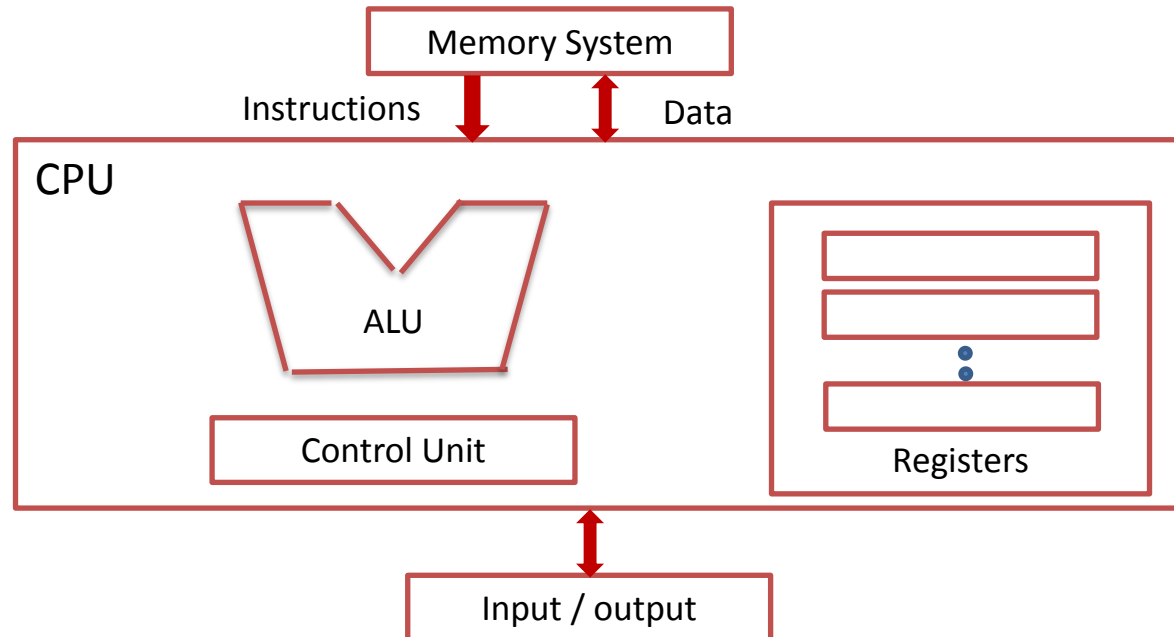 Memory System
Instructions
Data
CPU
ALU
Control Unit
Registers
Input / output